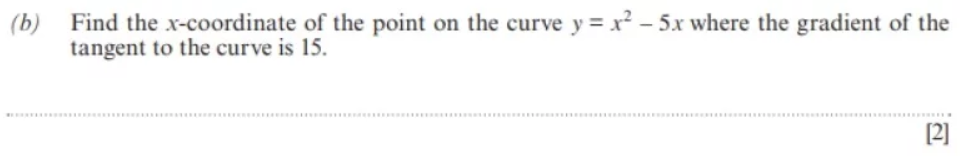 (b) Find the x-coordinate of the point on the curve y = x² – 5x where the gradient of the
tangent to the curve is 15.
[2]